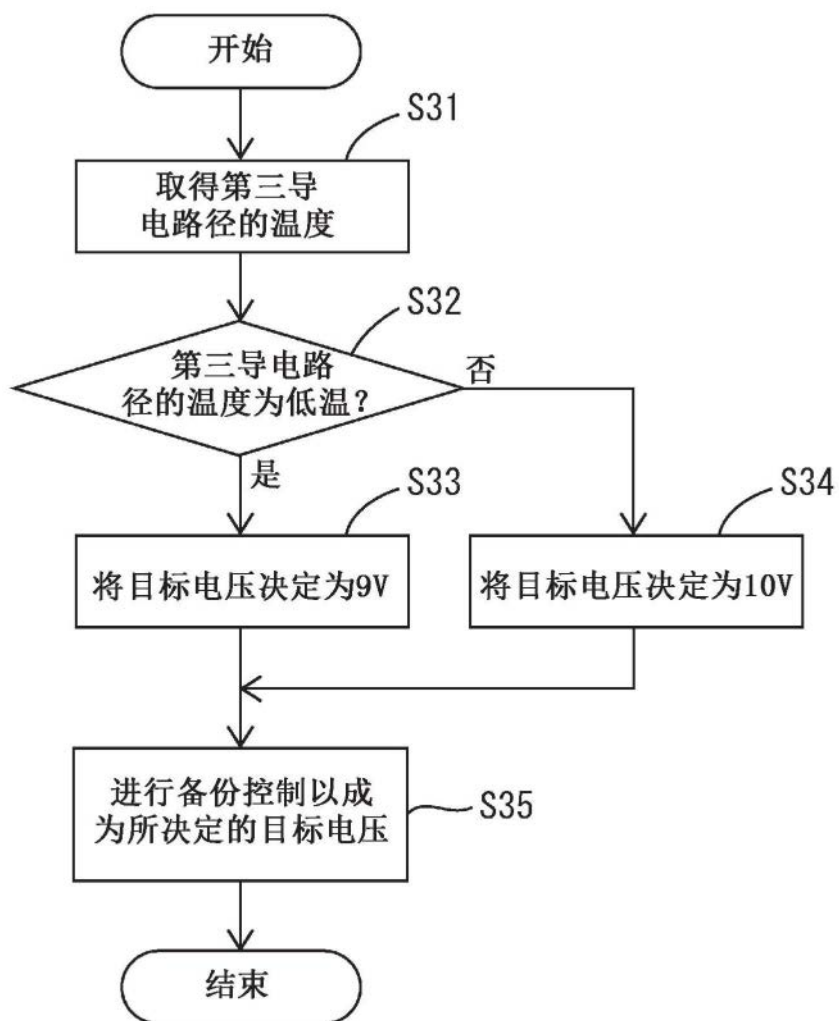 开始
S31
取得第三导
电路径的温度
S32
第三导电路
径的温度为低温?
否
是
S33
S34
将目标电压决定为9V
将目标电压决定为10V
进行备份控制以成
为所决定的目标电压
S35
结束